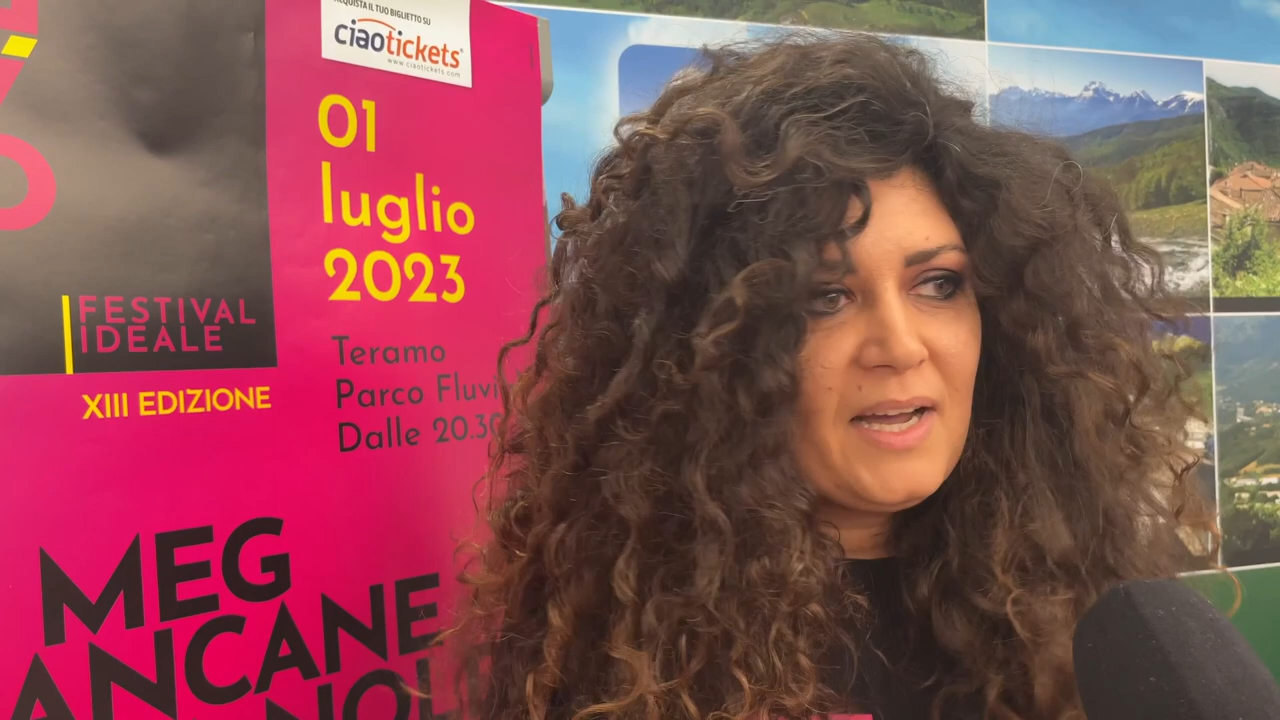 ACQUISTA IL TUO BIGLIETTO SU
ciaotickets
www.ciaotickets.com
01
luglio
2023
FESTIVAL
IDEALE
XIII EDIZIONE
Teramo
Parco Fluvi
Dalle 20.30
MEG
ANCANE